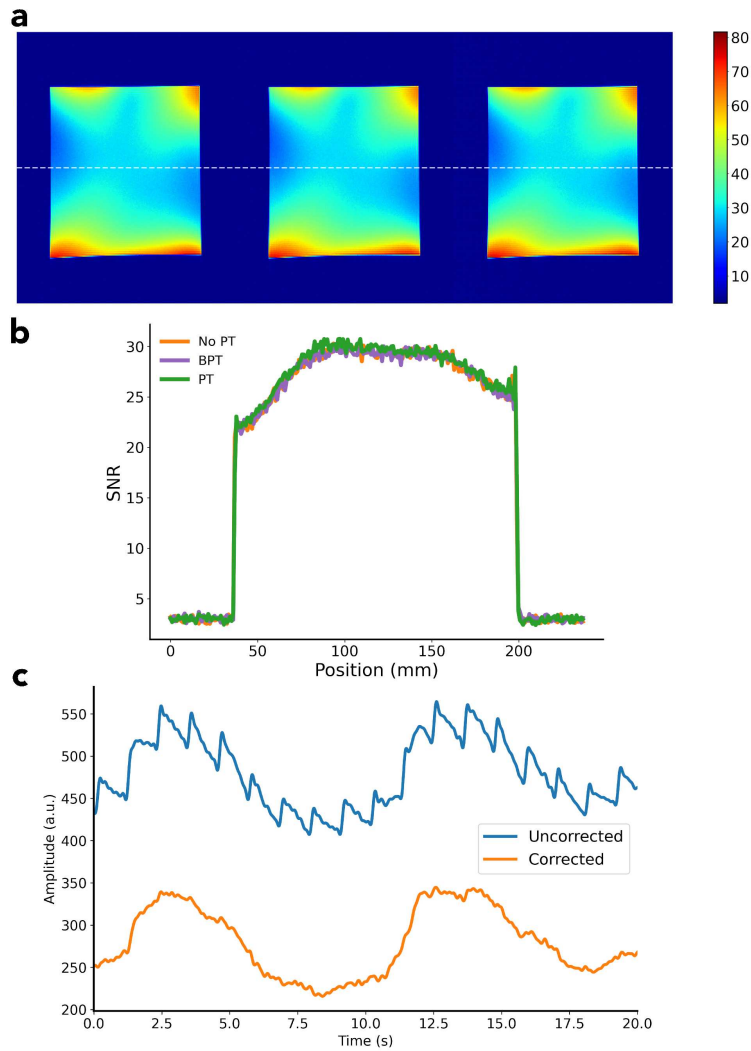 a
80
70
60
50
40
30
20
10
b
No PT
BPT
PT
30
25
20
15
10
5
SNR
0 50 100 150 200
Position (mm)
c
550
500
450
400
350
300
250
200
Amplitude (a.u.)
Uncorrected
Corrected
0.0 2.5 5.0 7.5 10.0 12.5 15.0 17.5 20.0
Time (s)